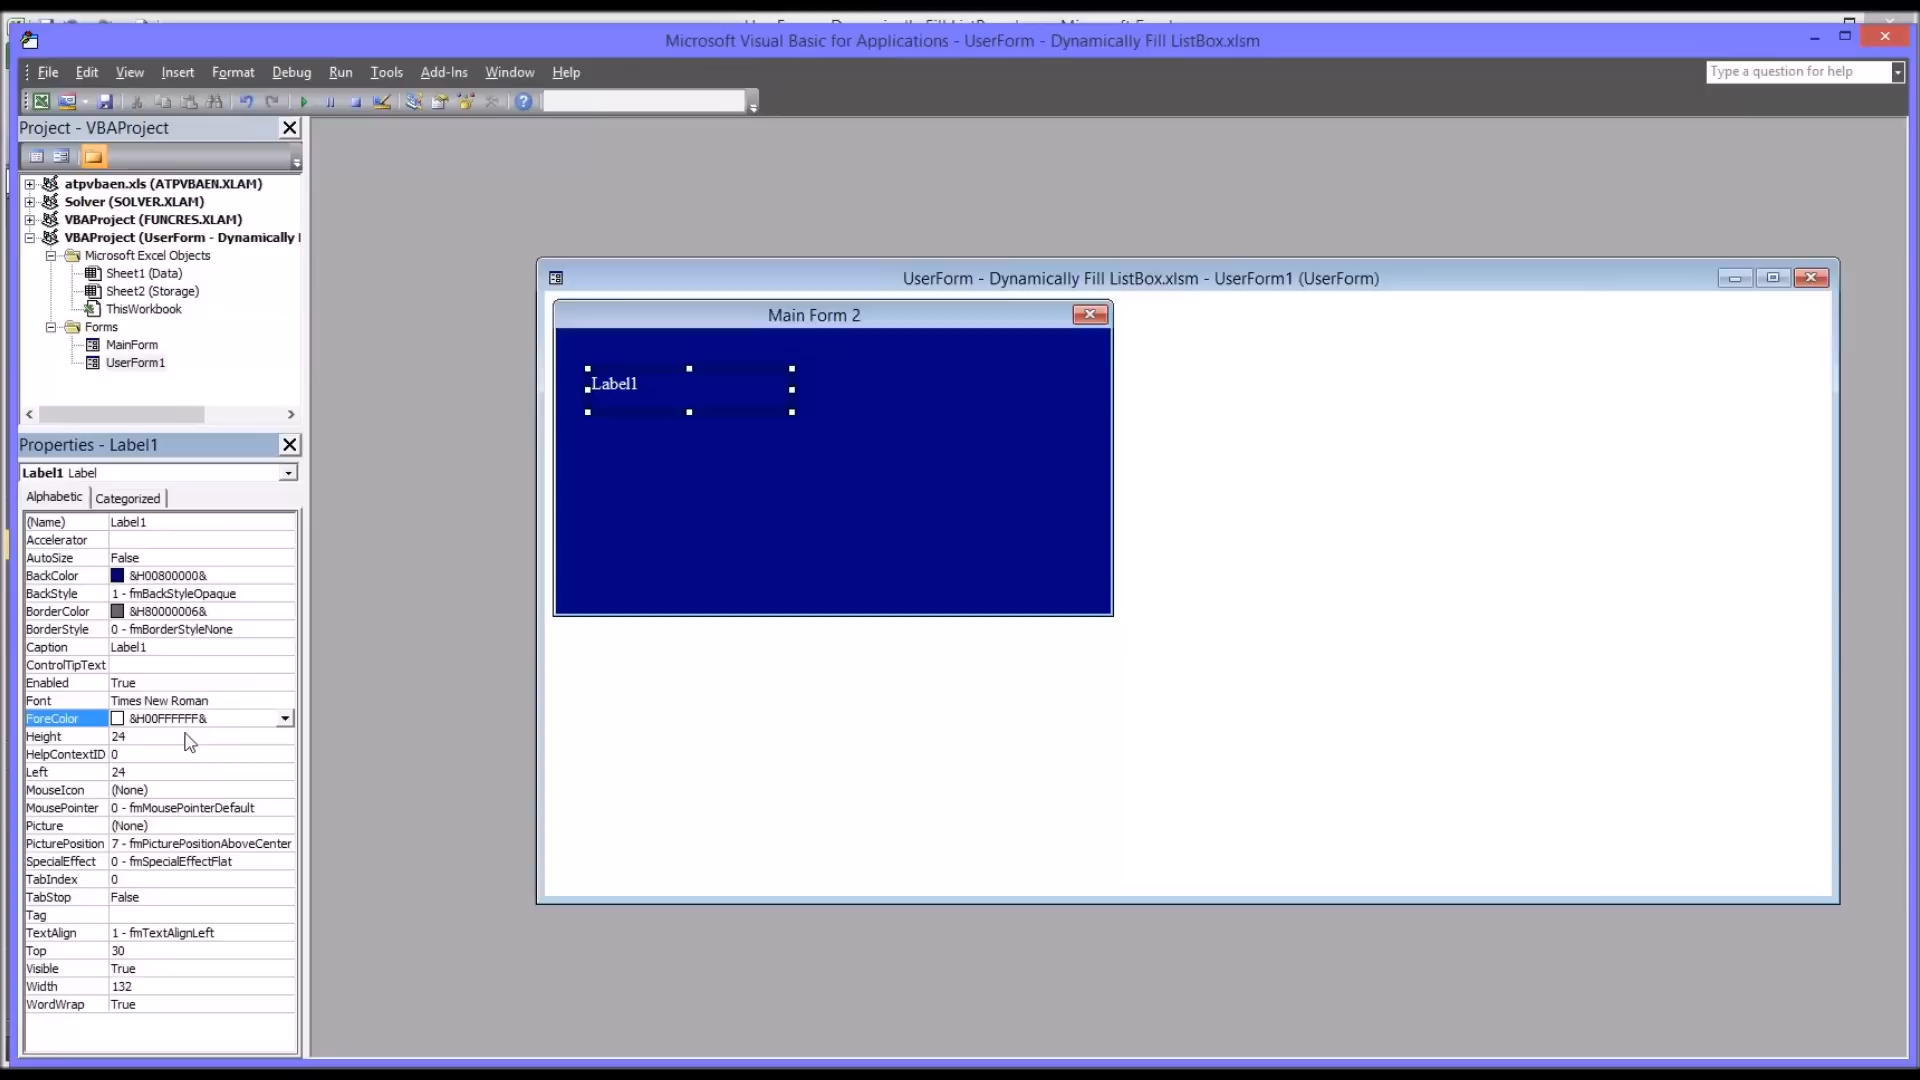 Microsoft Visual Basic for Applications - UserForm - Dynamically Fill ListBox.xlsm
File Edit View Insert Format Debug Run Tools Add-Ins Window Help
Type a question for help
Project - VBAProject
atpvbaen.xls (ATPVBAEN.XLAM)
Solver (SOLVER.XLAM)
VBAProject (FUNCRES.XLAM)
VBAProject (UserForm - Dynamically
Microsoft Excel Objects
Sheet1 (Data)
Sheet2 (Storage)
ThisWorkbook
Forms
MainForm
UserForm1
Properties - Label1
Label1 Label
Alphabetic Categorized
(Name) Label1
Accelerator
AutoSize False
BackColor &H00800000&
BackStyle 1 - fmBackStyleOpaque
BorderColor &H80000006&
BorderStyle 0 - fmBorderStyleNone
Caption Label1
ControlTipText
Enabled True
Font Times New Roman
ForeColor &H00FFFFFF&
Height 24
HelpContextID 0
Left 24
MouseIcon (None)
MousePointer 0 - fmMousePointerDefault
Picture (None)
PicturePosition 7 - fmPicturePositionAboveCenter
SpecialEffect 0 - fmSpecialEffectFlat
TabIndex 0
TabStop False
Tag
TextAlign 1 - fmTextAlignLeft
Top 30
Visible True
Width 132
WordWrap True
UserForm - Dynamically Fill ListBox.xlsm - UserForm1 (UserForm)
Main Form 2
Label1